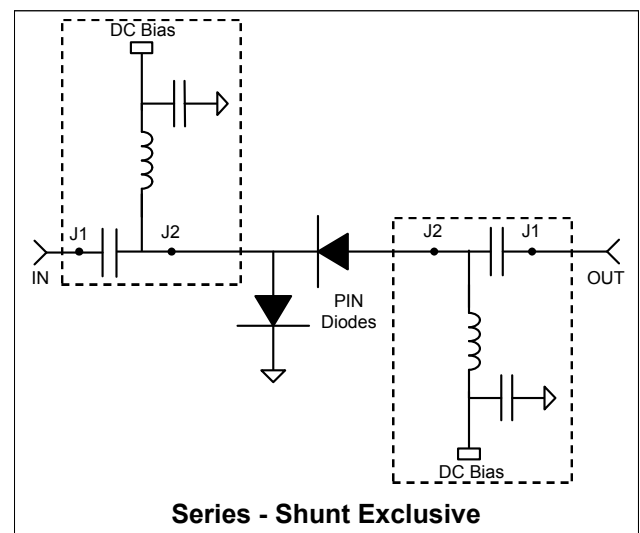 DC Bias
J1
J2
IN
PIN
Diodes
J2
J1
OUT
DC Bias
Series - Shunt Exclusive